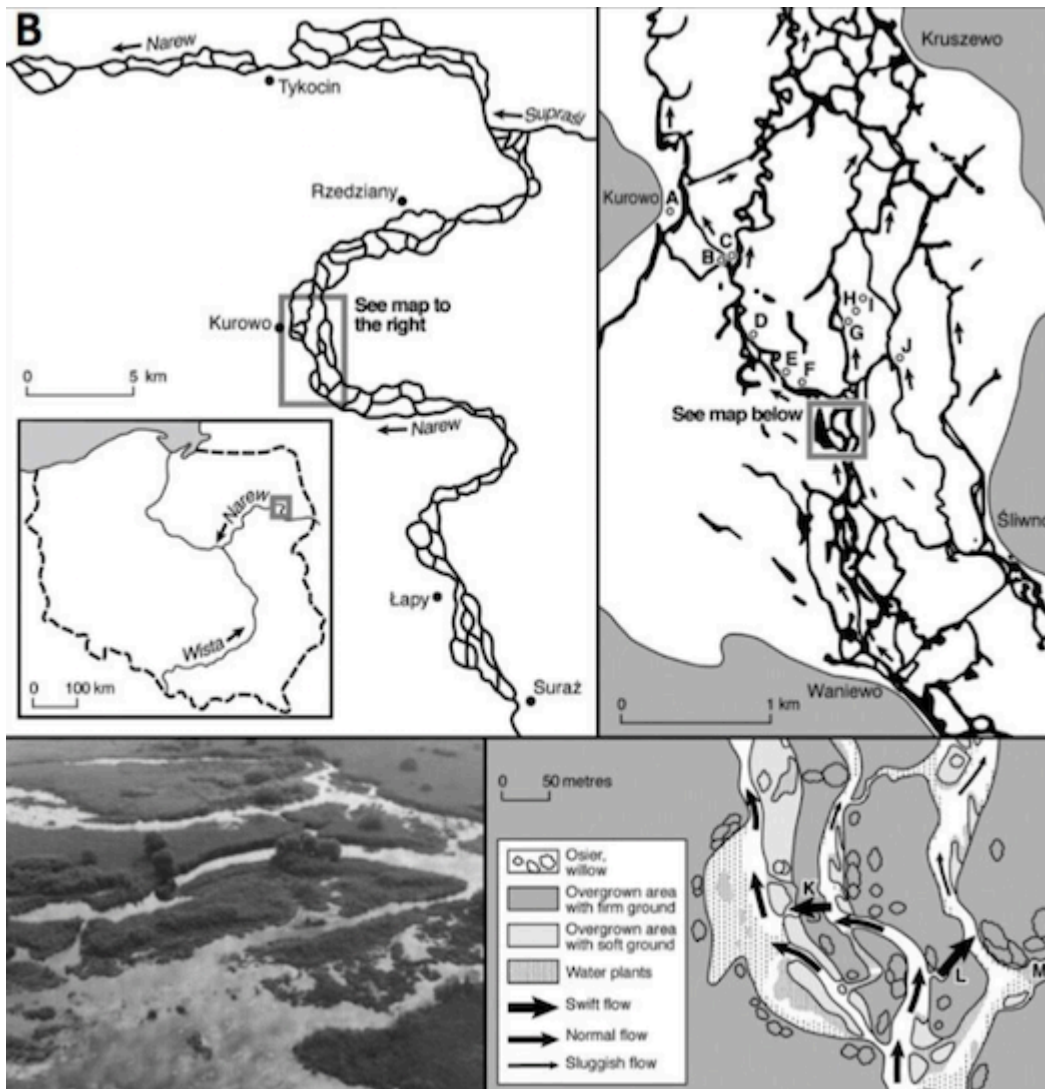 B
Narew
Tykocin
Supraśl
Rzedziany
See map to
the right
Kurowo
0 5 km
Narew
Łapy
Suraż
Narew
Wista
0 100 km
Kruszewo
Kurowo
A
C
B
D
E
F
H
I
G
J
See map below
Śliwno
Waniewo
0 1 km
0 50 metres
Osier,
willow
Overgrown area
with firm ground
Overgrown area
with soft ground
Water plants
Swift flow
Normal flow
Sluggish flow
K
L
M